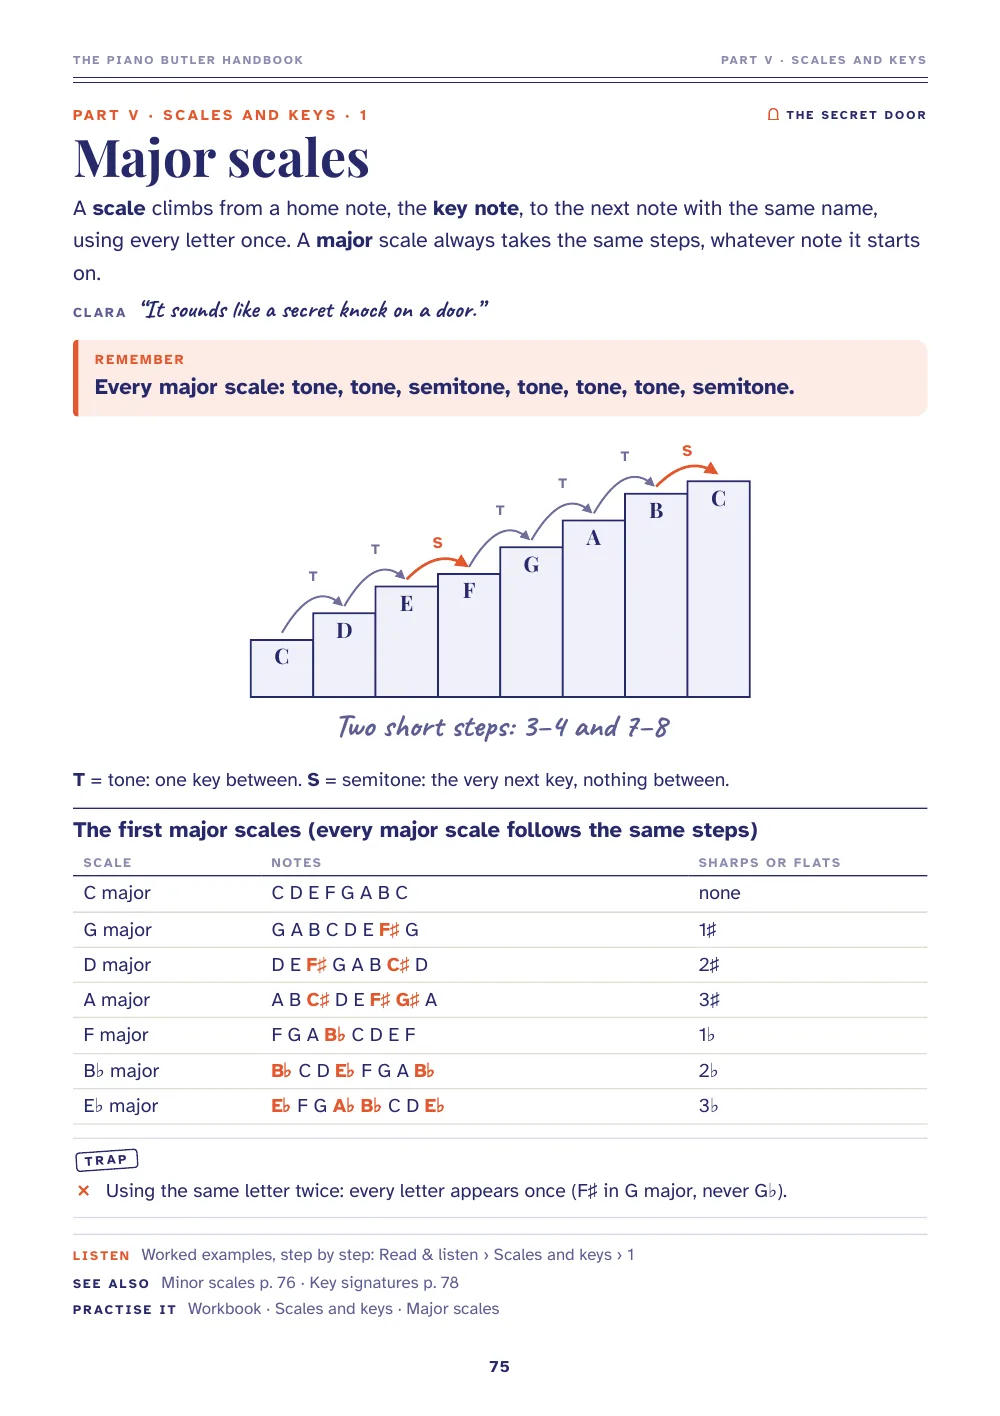 THE PIANO BUTLER HANDBOOK
PART V · SCALES AND KEYS
PART V · SCALES AND KEYS · 1
THE SECRET DOOR
Major scales
A scale climbs from a home note, the key note, to the next note with the same name,
using every letter once. A major scale always takes the same steps, whatever note it starts
on.
CLARA “It sounds like a secret knock on a door.”
REMEMBER
Every major scale: tone, tone, semitone, tone, tone, tone, semitone.
T T S T T T S
C D E F G A B C
Two short steps: 3–4 and 7–8
T = tone: one key between. S = semitone: the very next key, nothing between.
The first major scales (every major scale follows the same steps)
SCALE NOTES SHARPS OR FLATS
C major C D E F G A B C none
G major G A B C D E F♯ G 1♯
D major D E F♯ G A B C♯ D 2♯
A major A B C♯ D E F♯ G♯ A 3♯
F major F G A B♭ C D E F 1♭
B♭ major B♭ C D E♭ F G A B♭ 2♭
E♭ major E♭ F G A♭ B♭ C D E♭ 3♭
TRAP
× Using the same letter twice: every letter appears once (F♯ in G major, never G♭).
LISTEN Worked examples, step by step: Read & listen › Scales and keys › 1
SEE ALSO Minor scales p. 76 · Key signatures p. 78
PRACTISE IT Workbook · Scales and keys · Major scales
75